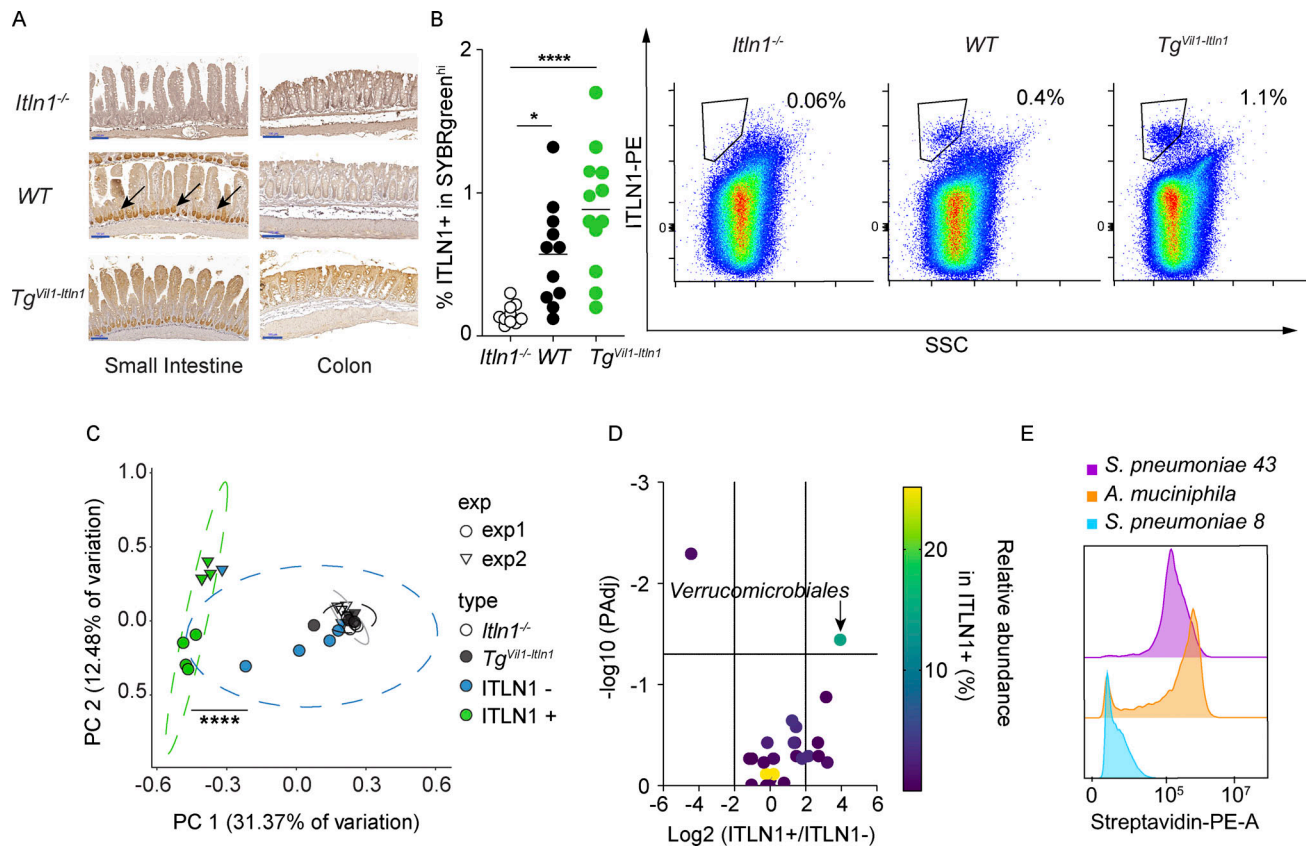 A
Itln1-/-
WT
TgVil1-Itln1
Small Intestine
Colon
B
% ITLN1+ in SYBRgreenhi
2
1
0
****
*
Itln1-/-
WT
TgVil1-Itln1
Itln1-/-
WT
TgVil1-Itln1
0.06%
0.4%
1.1%
ITLN1-PE
0
0
0
SSC
C
PC 2 (12.48% of variation)
1.0
0.5
0.0
0.5
****
-0.6
-0.3
0.0
0.3
0.6
PC 1 (31.37% of variation)
exp
exp1
exp2
type
Itln1-/-
TgVil1-Itln1
ITLN1 -
ITLN1 +
D
-log10 (PAdj)
-3
-2
-1
0
Verrucomicrobiales
-6
-4
-2
0
2
4
6
Log2 (ITLN1+/ITLN1-)
20
10
Relative abundance
in ITLN1+ (%)
E
S. pneumoniae 43
A. muciniphila
S. pneumoniae 8
0
10^5
10^7
Streptavidin-PE-A